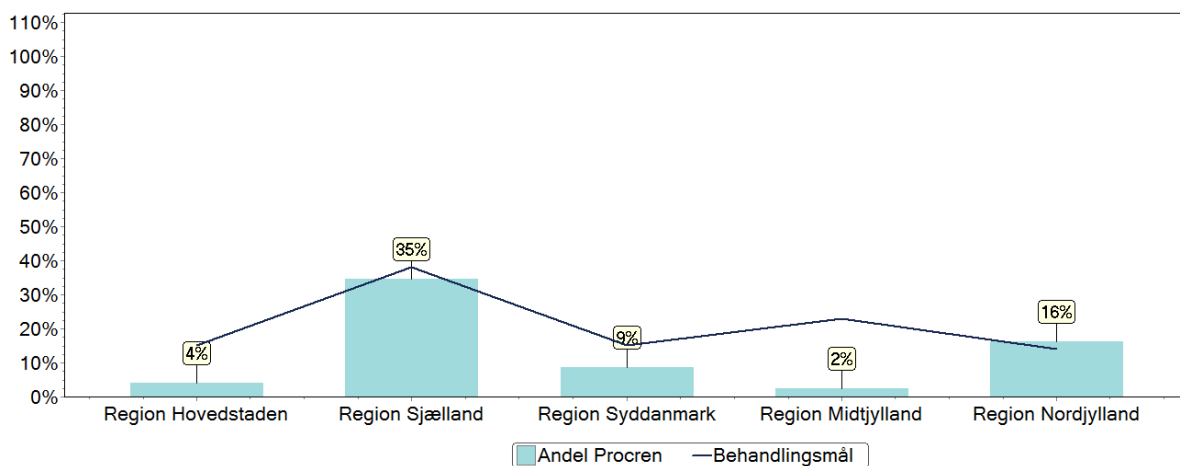 110%
100%
90%
80%
70%
60%
50%
40%
30%
20%
10%
0%
4%
35%
9%
2%
16%
Region Hovedstaden
Region Sjælland
Region Syddanmark
Region Midtjylland
Region Nordjylland
Andel Procren
Behandlingsmål